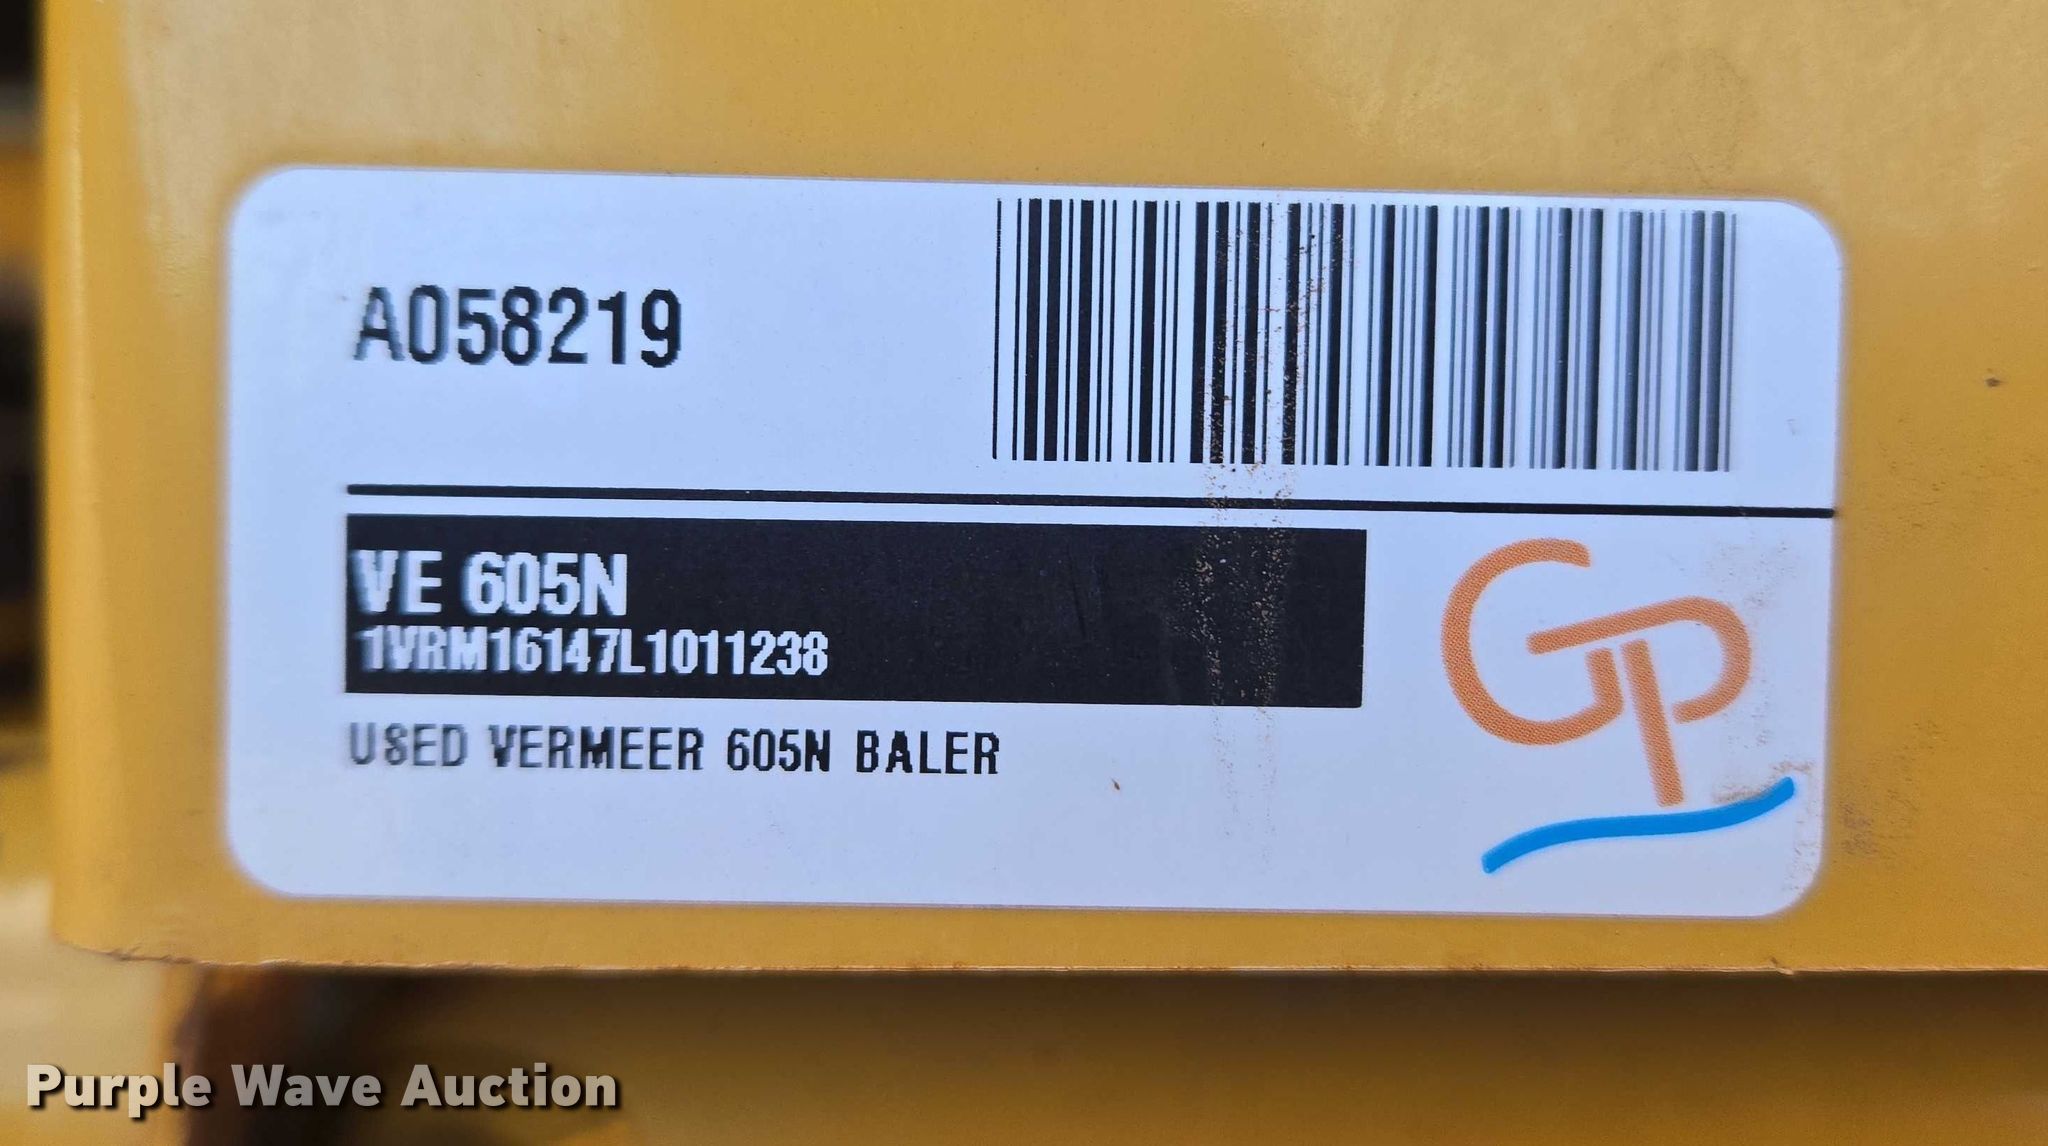 A058219
VE 605N
1VRM16147L1011238
USED VERMEER 605N BALER
GP
Purple Wave Auction